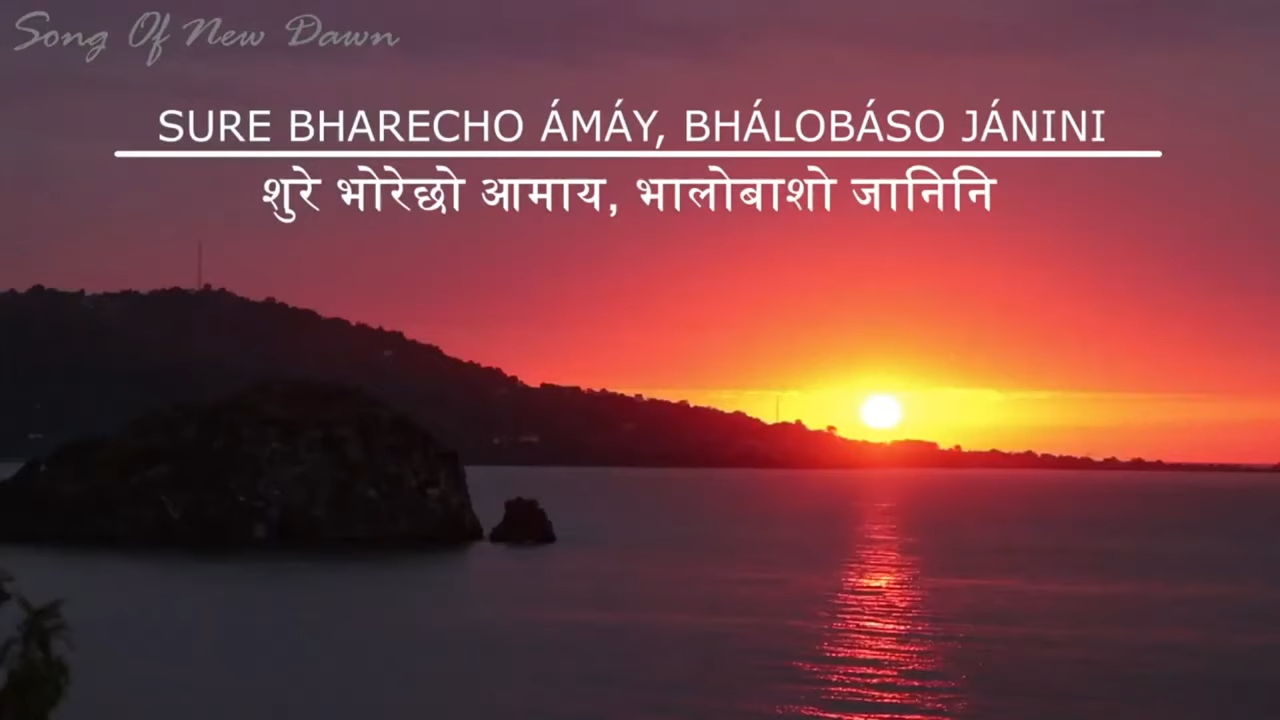 Song Of New Dawn
SURE BHARECHO ÁMÁY, BHÁLOBÁSO JÁNINI
शुरे भोरेछो आमाय, भालोबाशो जानिनि